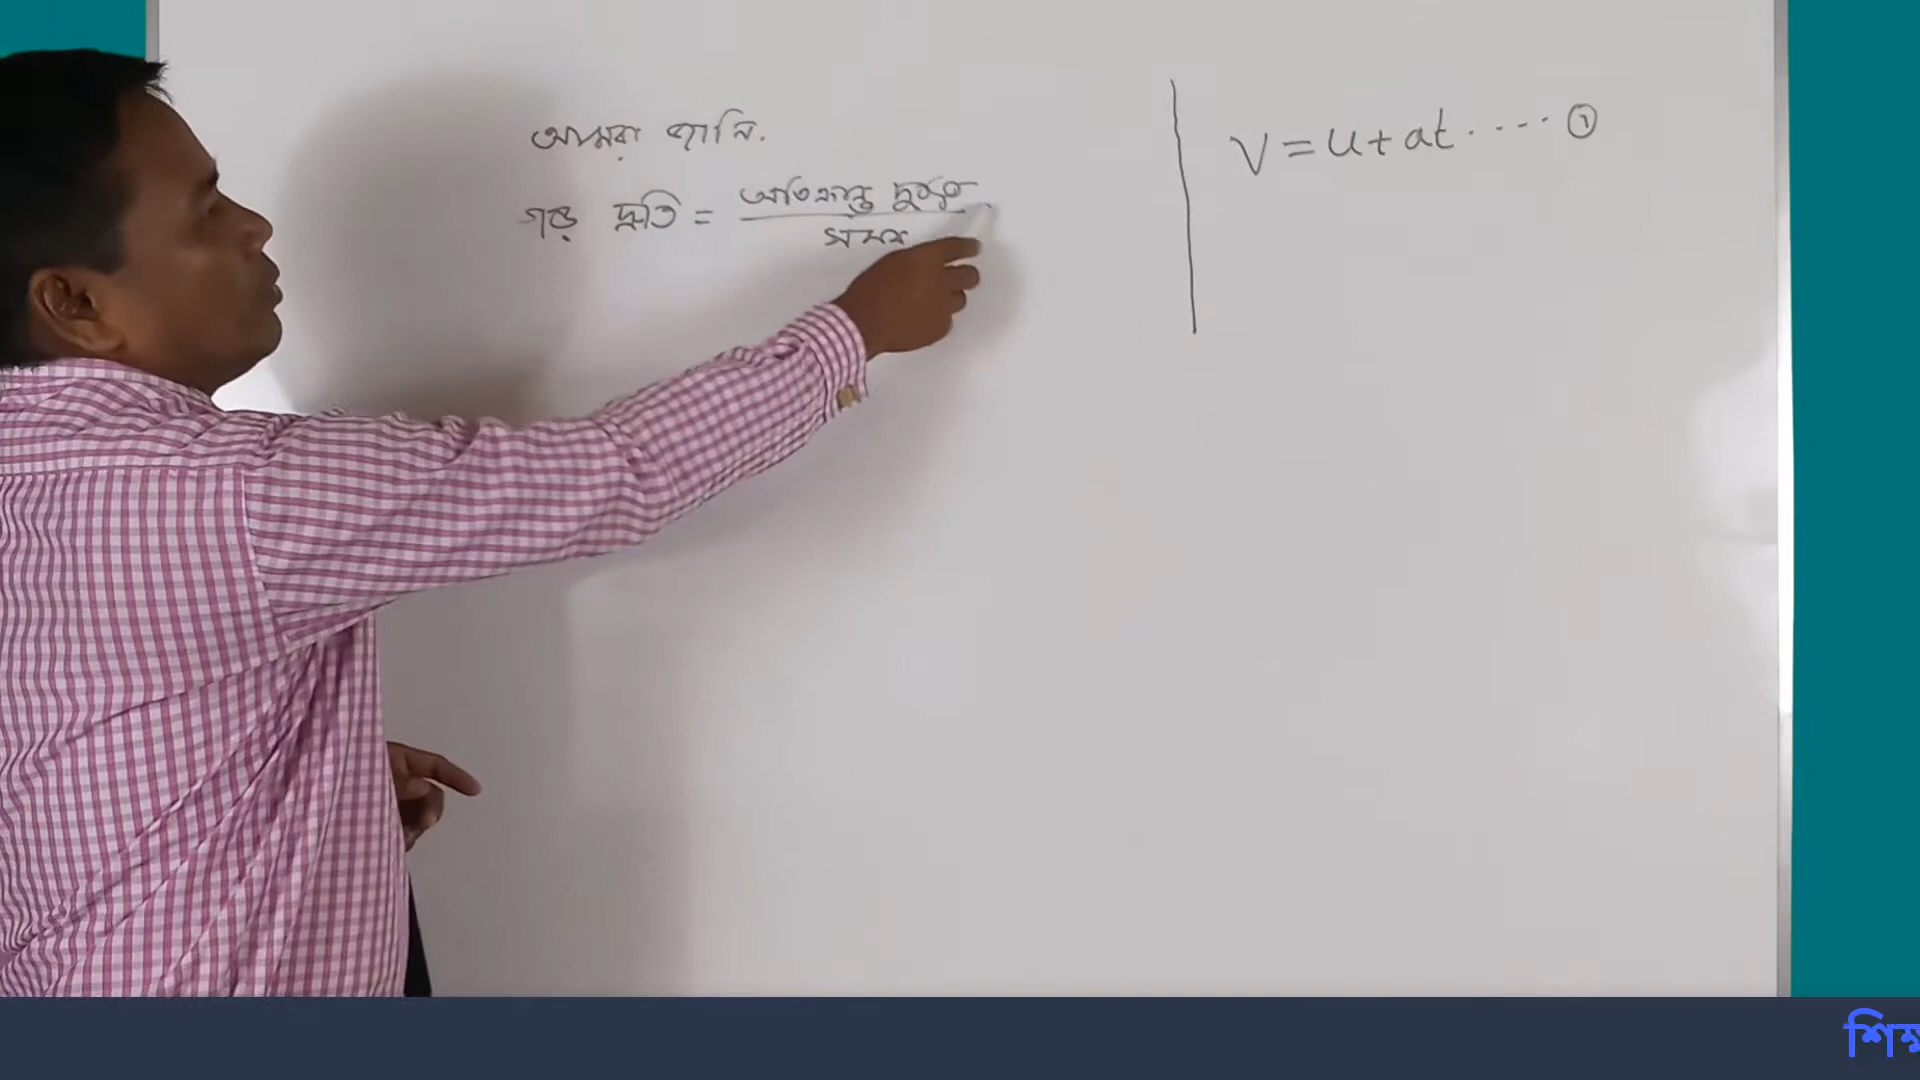 আমরা জানি.
গড় দ্রুতি = অতিক্রান্ত দুরত্ব / সময়
V = u + at ..... ①